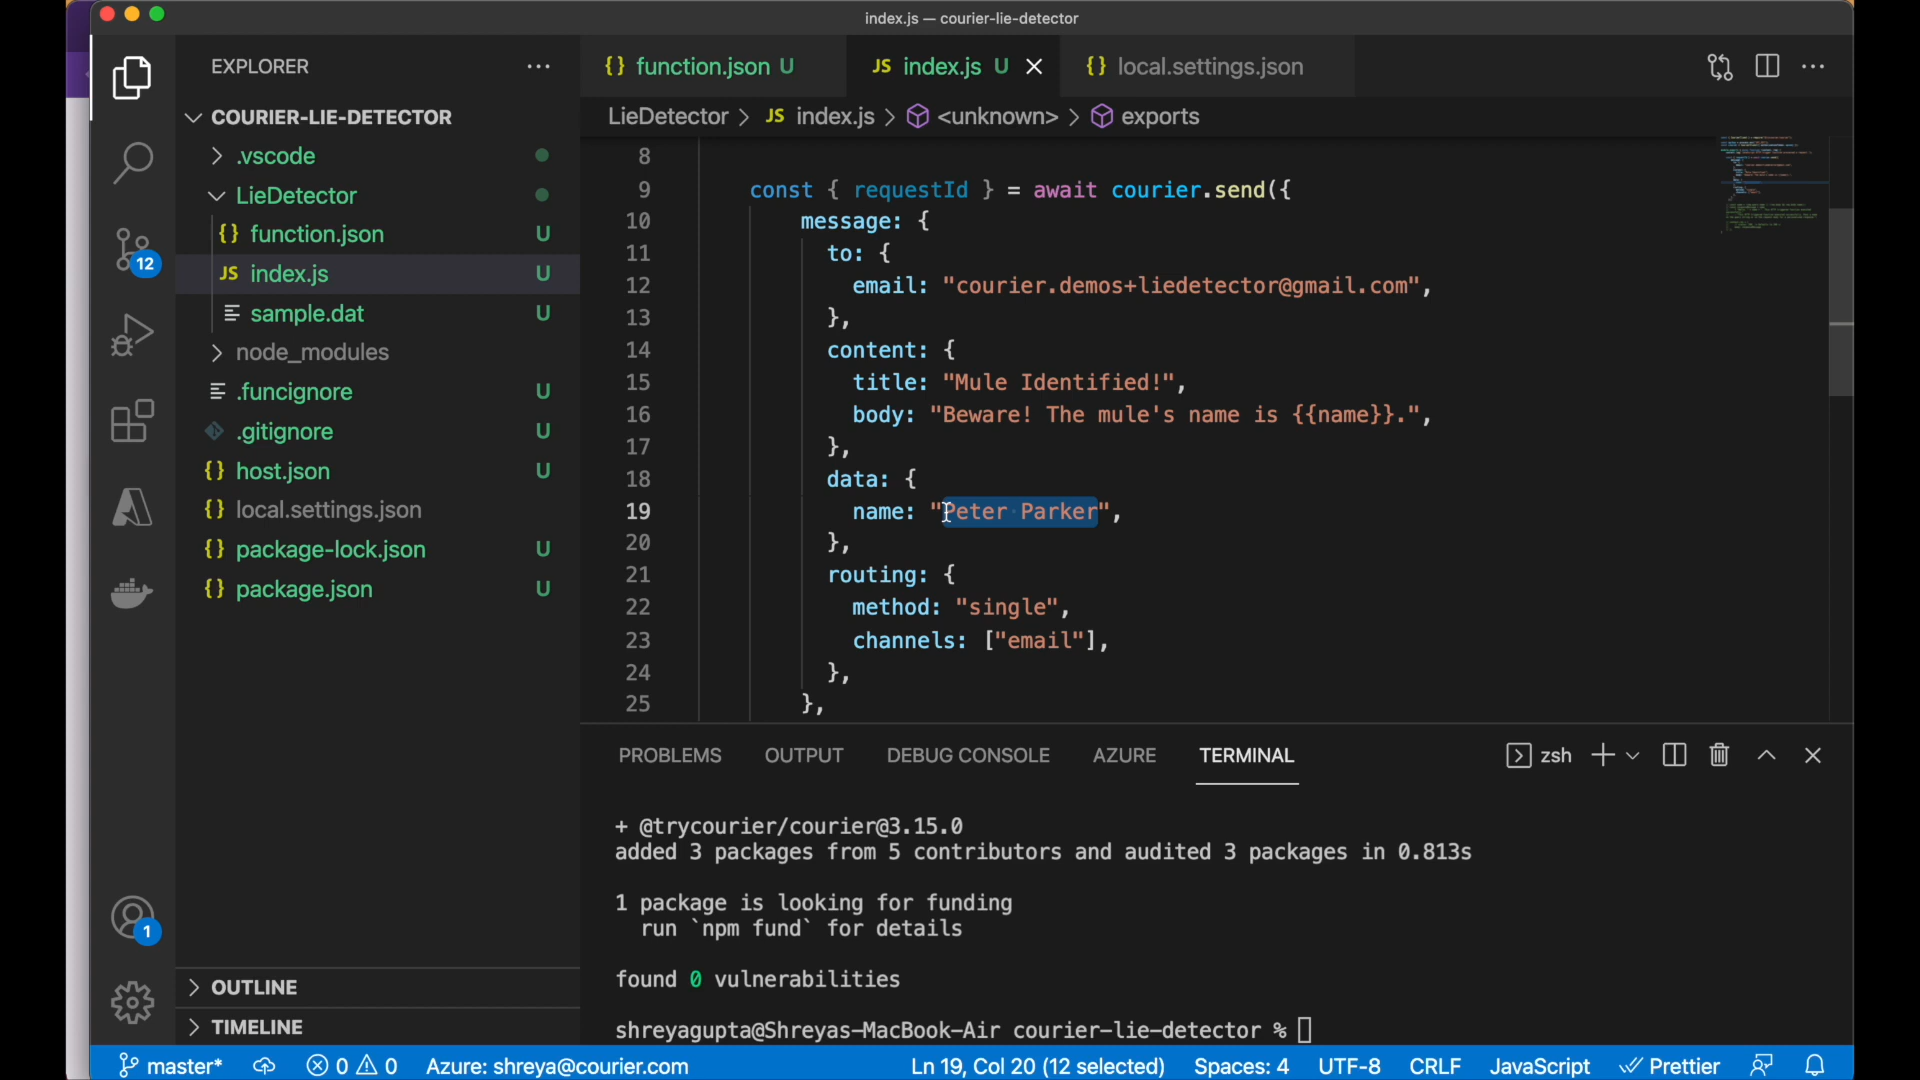 index.js — courier-lie-detector
EXPLORER
COURIER-LIE-DETECTOR
.vscode
LieDetector
{} function.json U
JS index.js U
sample.dat U
node_modules
.funcignore U
.gitignore U
{} host.json U
{} local.settings.json
{} package-lock.json U
{} package.json U
OUTLINE
TIMELINE
12
1
{} function.json U JS index.js U {} local.settings.json
LieDetector > JS index.js > <unknown> > exports
8
9 const { requestId } = await courier.send({
10 message: {
11 to: {
12 email: "courier.demos+liedetector@gmail.com",
13 },
14 content: {
15 title: "Mule Identified!",
16 body: "Beware! The mule's name is {{name}}.",
17 },
18 data: {
19 name: "Peter Parker",
20 },
21 routing: {
22 method: "single",
23 channels: ["email"],
24 },
25 },
PROBLEMS OUTPUT DEBUG CONSOLE AZURE TERMINAL zsh
+ @trycourier/courier@3.15.0
added 3 packages from 5 contributors and audited 3 packages in 0.813s
1 package is looking for funding
run `npm fund` for details
found 0 vulnerabilities
shreyagupta@Shreyas-MacBook-Air courier-lie-detector %
master* 0 0 Azure: shreya@courier.com Ln 19, Col 20 (12 selected) Spaces: 4 UTF-8 CRLF JavaScript Prettier